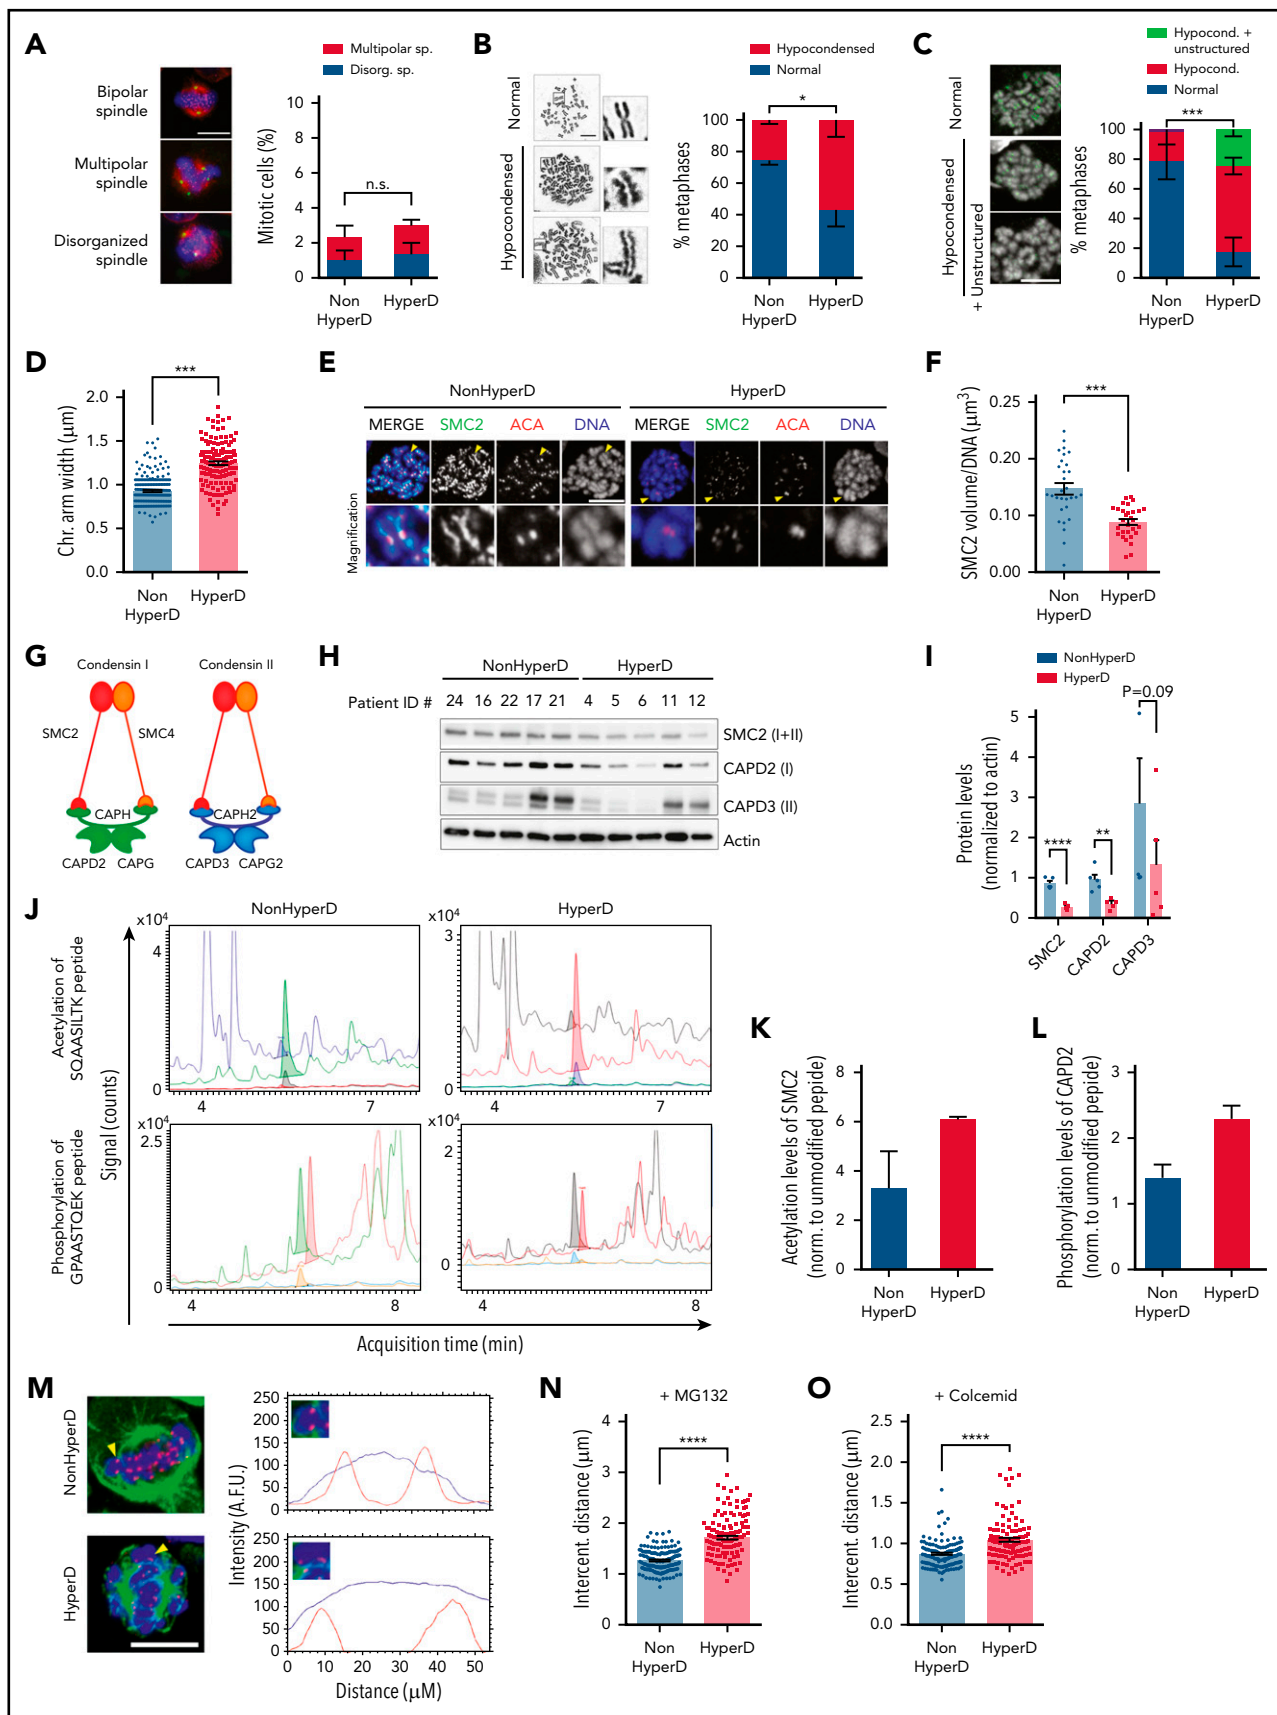 A
Multipolar sp.
Disorg. sp.
Bipolar
spindle
Multipolar
spindle
Disorganized
spindle
Mitotic cells (%)
10
8
6
4
2
0
n.s.
Non
HyperD
HyperD
B
Hypocondensed
Normal
Normal
Hypocondensed
% metaphases
100
80
60
40
20
0
*
Non
HyperD
HyperD
C
Hypocond. +
unstructured
Hypocond.
Normal
Normal
Hypocondensed
+ Unstructured
% metaphases
100
80
60
40
20
0
***
Non
HyperD
HyperD
D
Chr. arm width (μm)
2.0
1.5
1.0
0.5
0.0
***
Non
HyperD
HyperD
E
NonHyperD
HyperD
MERGE SMC2 ACA DNA
MERGE SMC2 ACA DNA
Magnification
F
SMC2 volume/DNA (μm³)
0.25
0.20
0.10
0.00
***
Non
HyperD
HyperD
G
Condensin I
Condensin II
SMC2
SMC4
CAPH
CAPH2
CAPD2 CAPG
CAPD3 CAPG2
H
NonHyperD
HyperD
Patient ID # 24 16 22 17 21 4 5 6 11 12
SMC2 (I+II)
CAPD2 (I)
CAPD3 (II)
Actin
I
NonHyperD
HyperD
P=0.09
Protein levels
(normalized to actin)
5
4
3
2
1
0
****
**
SMC2
CAPD2
CAPD3
J
NonHyperD
HyperD
Signal (counts)
Acetylation of
SQAASILTK peptide
x10⁴
4
0
4 7
x10⁴
3
0
4 7
Phosphorylation of
GPAASTQEK peptide
x10⁴
2.5
0
4 8
x10⁴
2
0
4 8
Acquisition time (min)
K
Acetylation levels of SMC2
(norm. to unmodified pepide)
8
6
4
4
0
Non
HyperD
HyperD
L
Phosphorylation levels of CAPD2
(norm. to unmodified pepide)
3
2
1
0
Non
HyperD
HyperD
M
NonHyperD
HyperD
Intensity (A.F.U.)
250
200
150
100
50
0
250
200
150
100
50
0
0 10 20 30 40 50
Distance (μM)
N
+ MG132
Intercent. distance (μm)
4
3
2
1
0
****
Non
HyperD
HyperD
O
+ Colcemid
Intercent. distance (μm)
2.5
2.0
1.5
1.0
0.5
0.0
****
Non
HyperD
HyperD